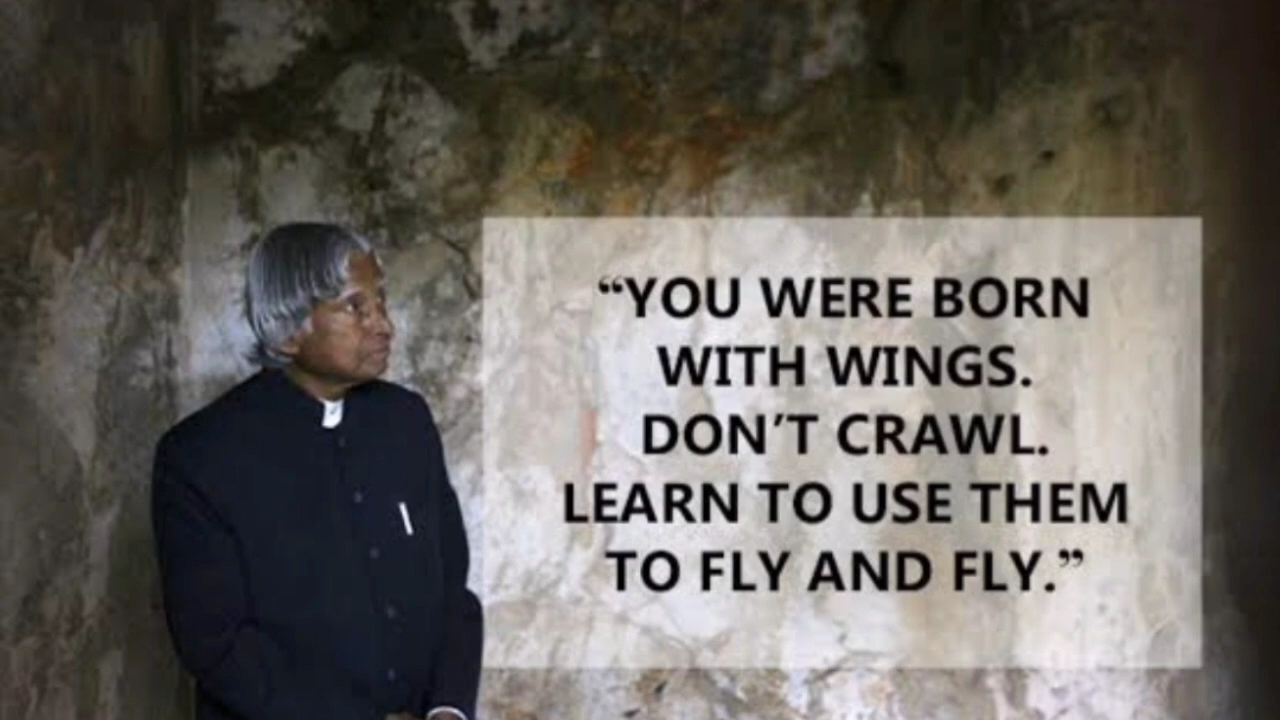 “YOU WERE BORN
WITH WINGS.
DON’T CRAWL.
LEARN TO USE THEM
TO FLY AND FLY.”